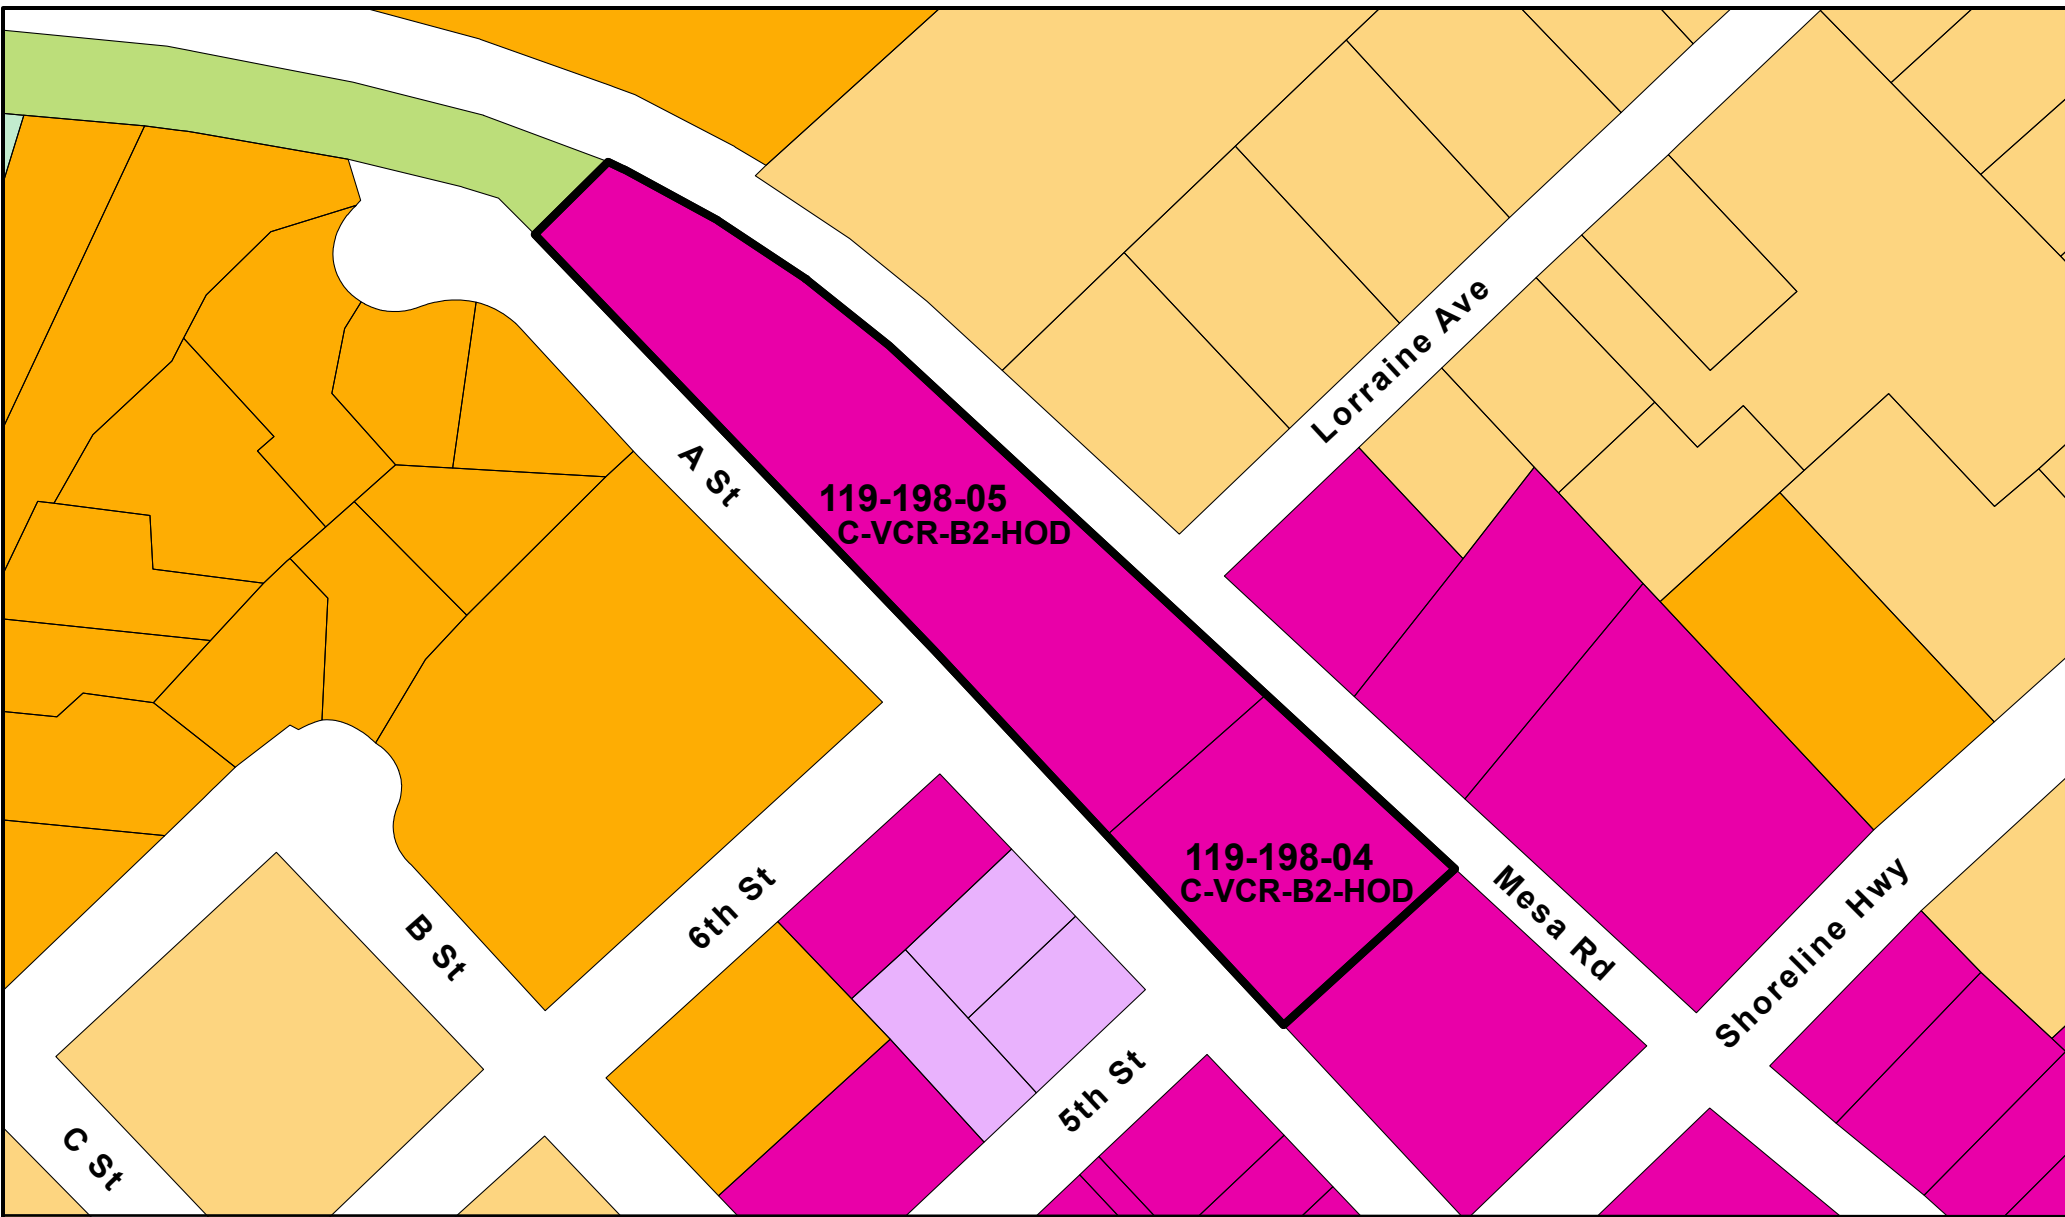 Lorraine Ave
A St
119-198-05
C-VCR-B2-HOD
119-198-04
C-VCR-B2-HOD
6th St
Mesa Rd
Shoreline Hwy
B St
5th St
C St